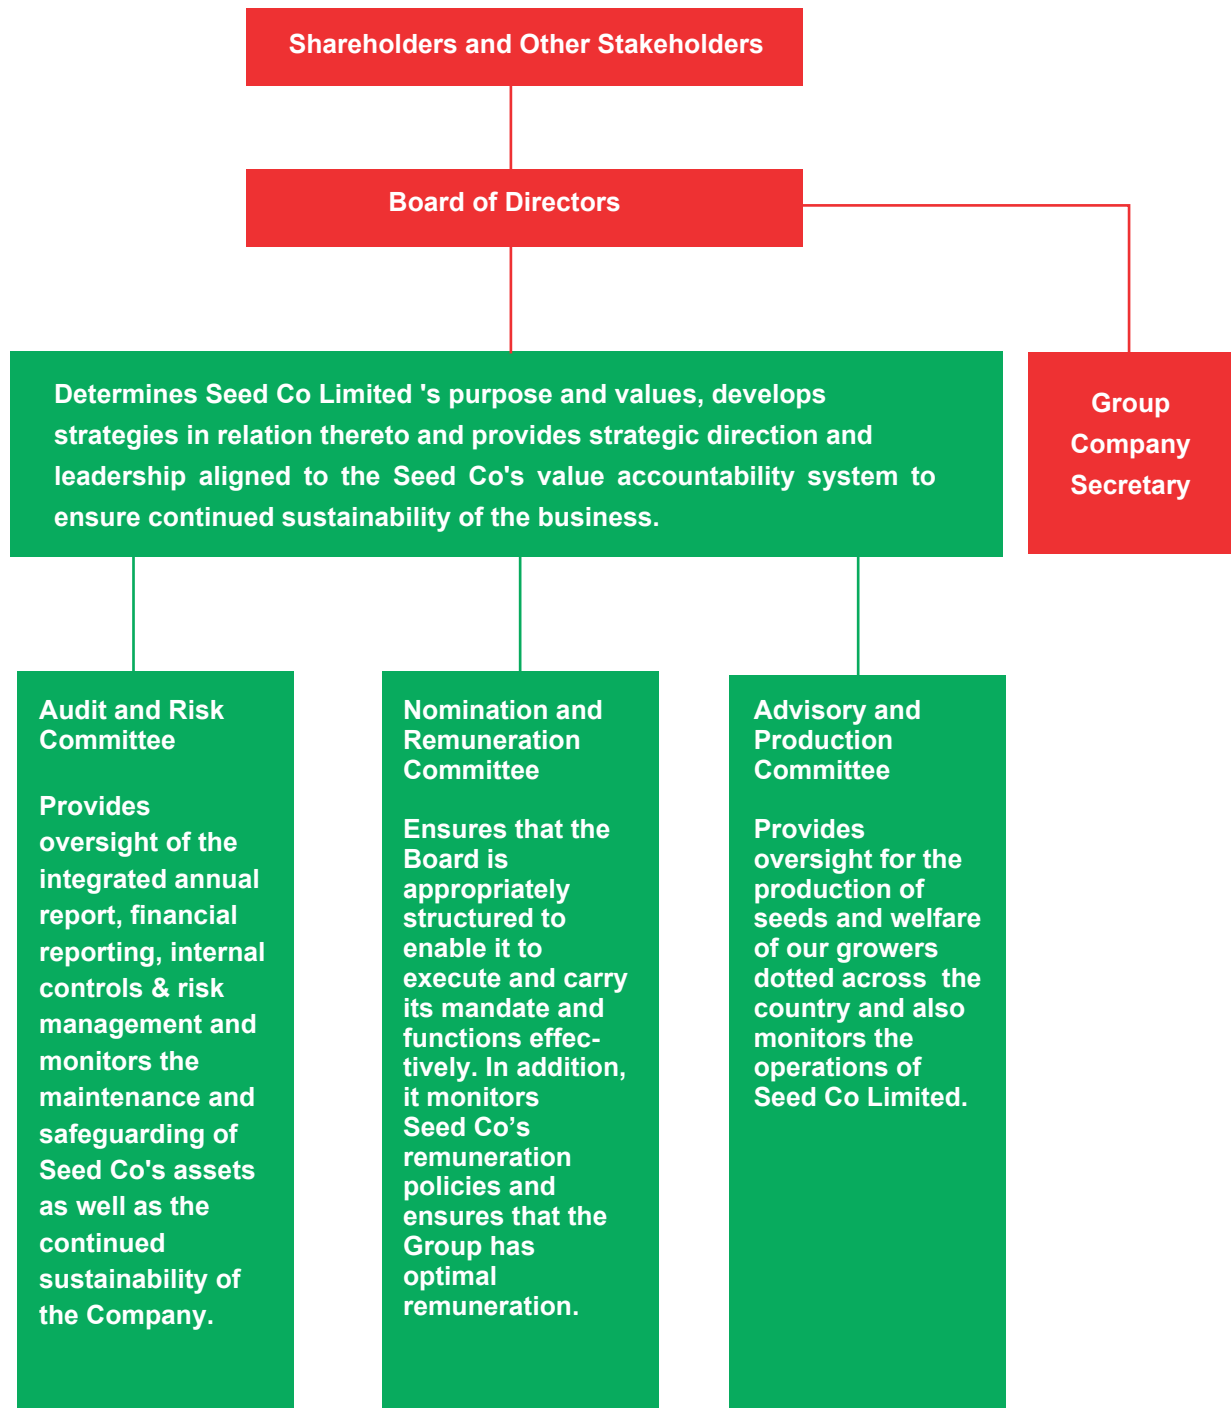 Shareholders and Other Stakeholders
Board of Directors
Determines Seed Co Limited 's purpose and values, develops
strategies in relation thereto and provides strategic direction and
leadership aligned to the Seed Co's value accountability system to
ensure continued sustainability of the business.
Group
Company
Secretary
Audit and Risk
Committee
Provides
oversight of the
integrated annual
report, financial
reporting, internal
controls & risk
management and
monitors the
maintenance and
safeguarding of
Seed Co's assets
as well as the
continued
sustainability of
the Company.
Nomination and
Remuneration
Committee
Ensures that the
Board is
appropriately
structured to
enable it to
execute and carry
its mandate and
functions effec-
tively. In addition,
it monitors
Seed Co’s
remuneration
policies and
ensures that the
Group has
optimal
remuneration.
Advisory and
Production
Committee
Provides
oversight for the
production of
seeds and welfare
of our growers
dotted across  the
country and also
monitors the
operations of
Seed Co Limited.